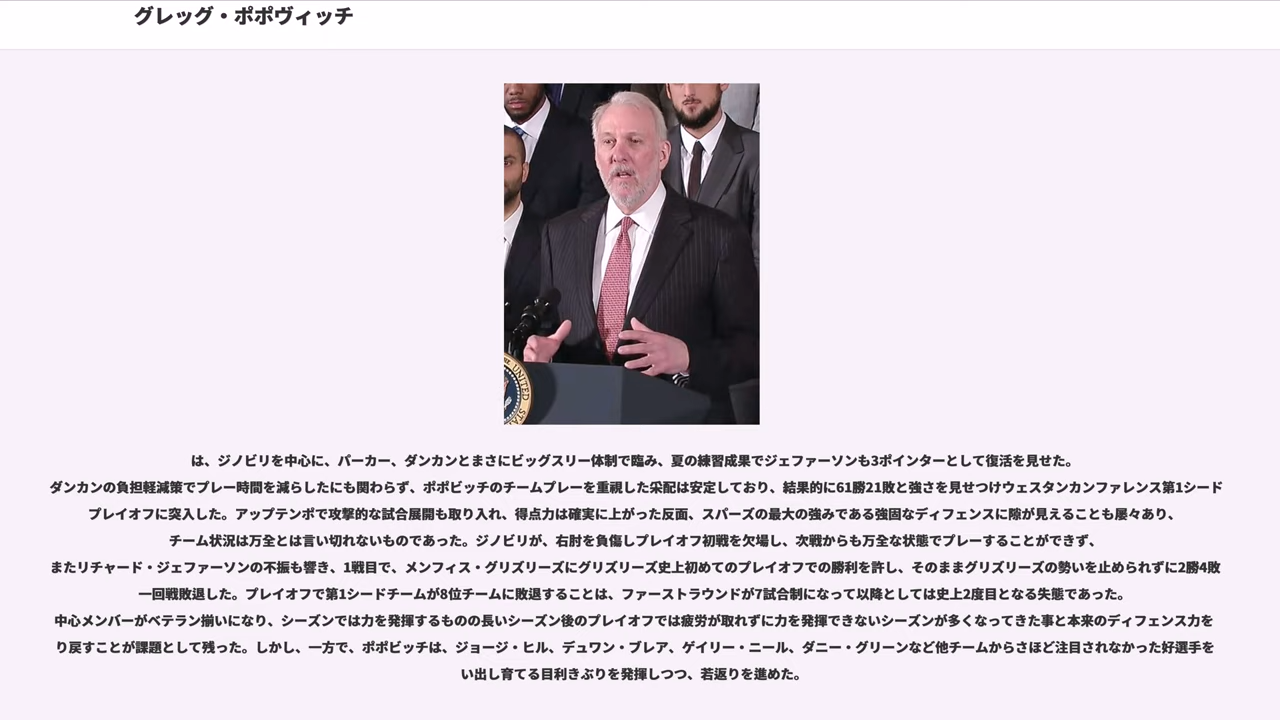 グレッグ・ポポヴィッチ
UNITED
STA
は、ジノビリを中心に、パーカー、ダンカンとまさにビッグスリー体制で臨み、夏の練習成果でジェファーソンも3ポインターとして復活を見せた。
ダンカンの負担軽減策でプレー時間を減らしたにも関わらず、ポポビッチのチームプレーを重視した采配は安定しており、結果的に61勝21敗と強さを見せつけウェスタンカンファレンス第1シード
プレイオフに突入した。アップテンポで攻撃的な試合展開も取り入れ、得点力は確実に上がった反面、スパーズの最大の強みである強固なディフェンスに隙が見えることも屡々あり、
チーム状況は万全とは言い切れないものであった。ジノビリが、右肘を負傷しプレイオフ初戦を欠場し、次戦からも万全な状態でプレーすることができず、
またリチャード・ジェファーソンの不振も響き、1戦目で、メンフィス・グリズリーズにグリズリーズ史上初めてのプレイオフでの勝利を許し、そのままグリズリーズの勢いを止められずに2勝4敗
一回戦敗退した。プレイオフで第1シードチームが8位チームに敗退することは、ファーストラウンドが7試合制になって以降としては史上2度目となる失態であった。
中心メンバーがベテラン揃いになり、シーズンでは力を発揮するものの長いシーズン後のプレイオフでは疲労が取れずに力を発揮できないシーズンが多くなってきた事と本来のディフェンス力を
り戻すことが課題として残った。しかし、一方で、ポポビッチは、ジョージ・ヒル、デュワン・ブレア、ゲイリー・ニール、ダニー・グリーンなど他チームからさほど注目されなかった好選手を
い出し育てる目利きぶりを発揮しつつ、若返りを進めた。